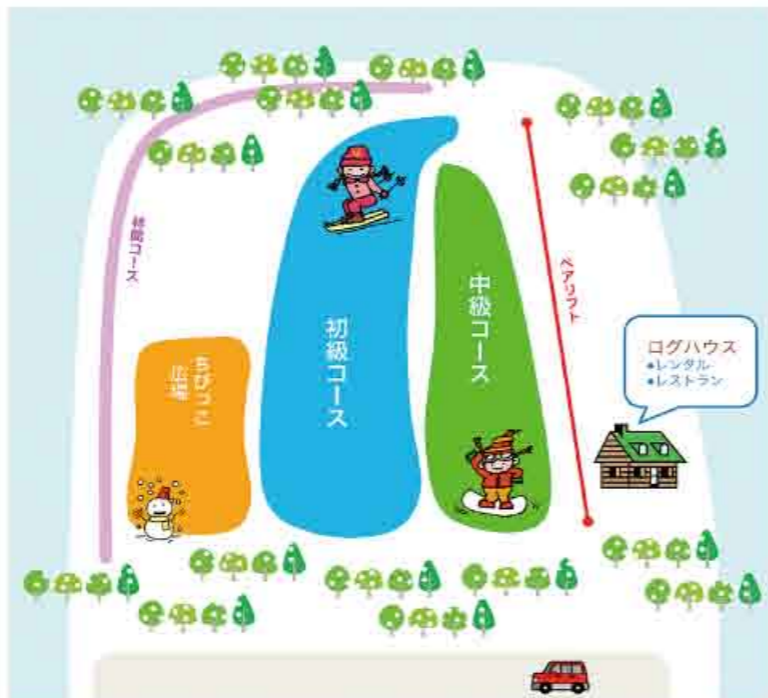 林間コース
ちびっこ
広場
初級コース
中級コース
ペアリフト
ログハウス
●レンタル
●レストラン